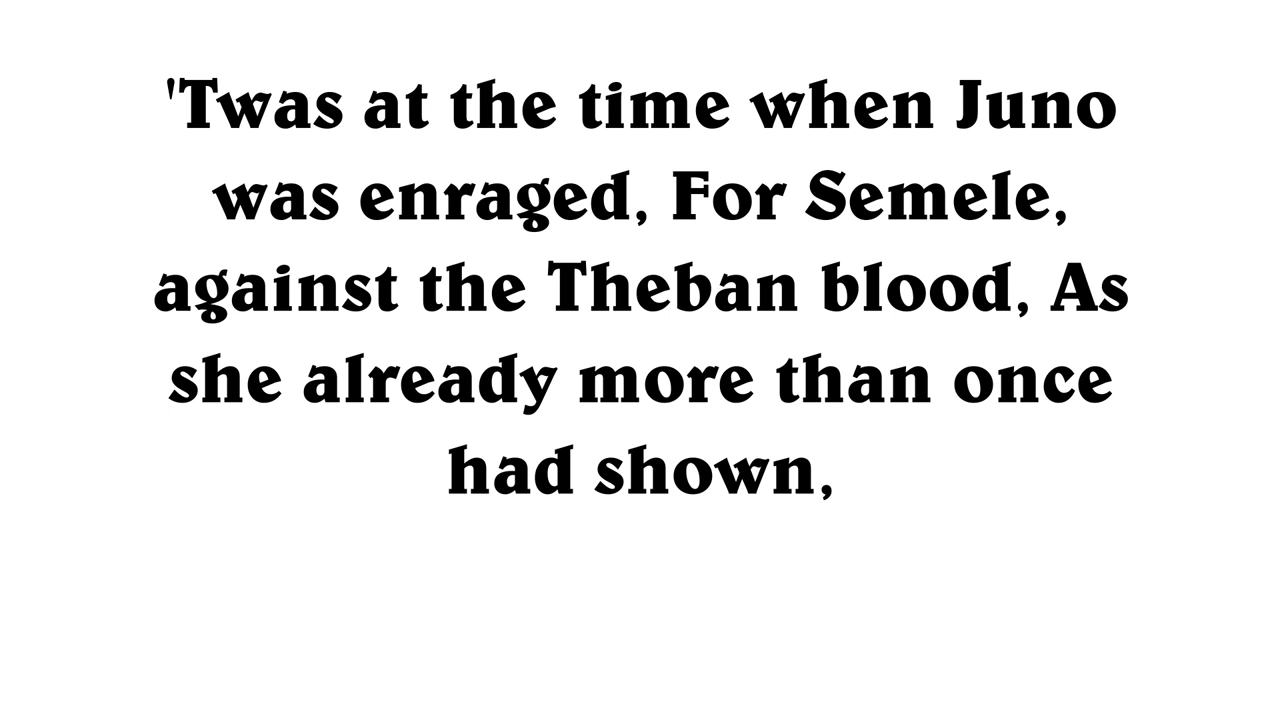 'Twas at the time when Juno
was enraged, For Semele,
against the Theban blood, As
she already more than once
had shown,